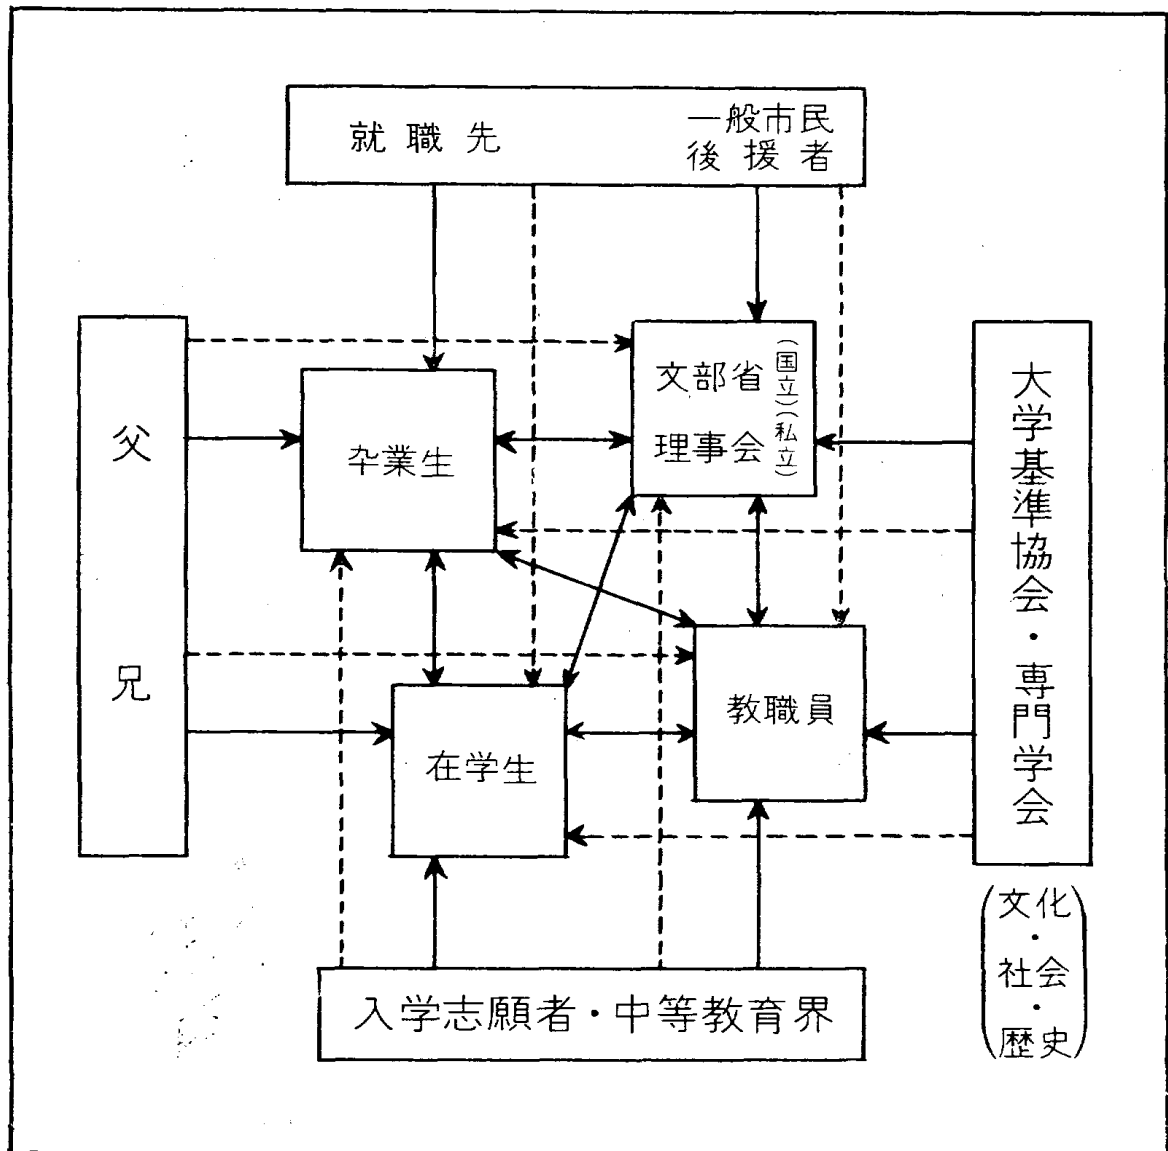 就職先
一般市民
後援者
父兄
卒業生
文部省(国立)
理事会(私立)
大学基準協会・専門学会
在学生
教職員
(文化
・
社会
・
歴史)
入学志願者・中等教育界